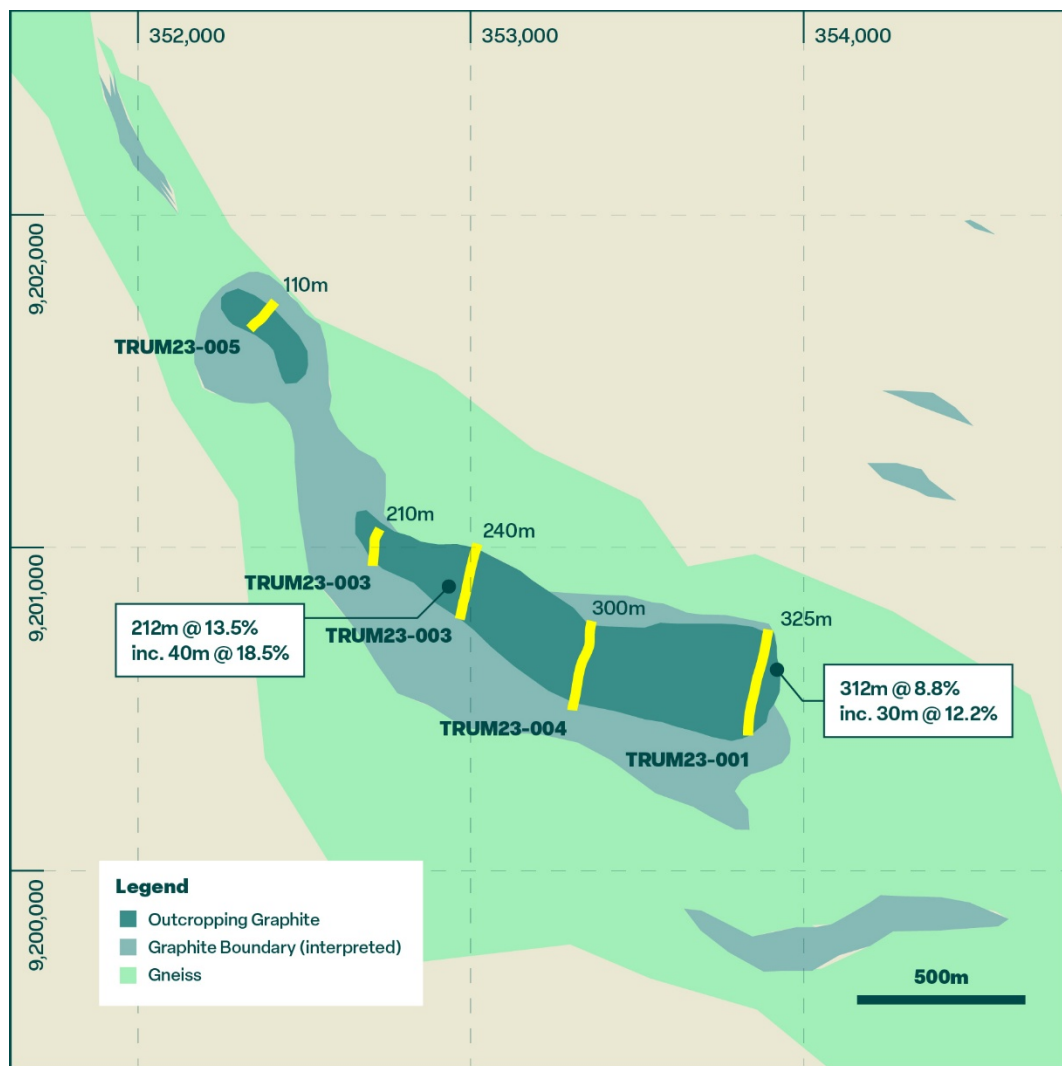 352,000
353,000
354,000
9,202,000
110m
TRUM23-005
210m
240m
9,201,000
TRUM23-003
300m
212m @ 13.5%
inc. 40m @ 18.5%
TRUM23-003
325m
312m @ 8.8%
inc. 30m @ 12.2%
TRUM23-004
TRUM23-001
9,200,000
Legend
Outcropping Graphite
Graphite Boundary (interpreted)
Gneiss
500m